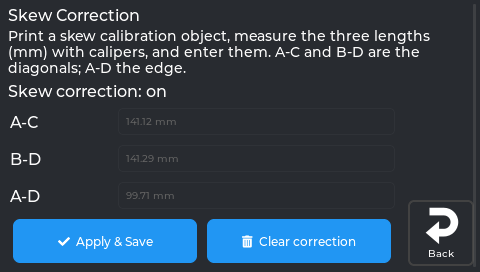 Skew Correction
Print a skew calibration object, measure the three lengths
(mm) with calipers, and enter them. A-C and B-D are the
diagonals; A-D the edge.
Skew correction: on
A-C 141.12 mm
B-D 141.29 mm
A-D 99.71 mm
Apply & Save Clear correction
Back